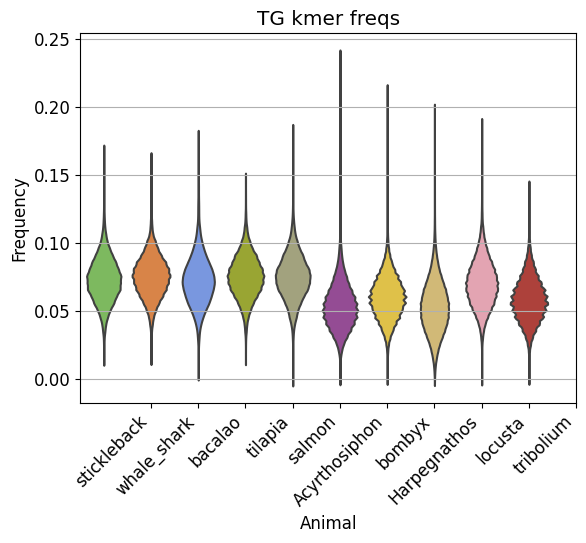 TG kmer freqs
0.25
0.20
0.15
0.10
0.05
0.00
Frequency
stickleback
whale_shark
bacalao
tilapia
salmon
Acyrthosiphon
bombyx
Harpegnathos
locusta
tribolium
Animal